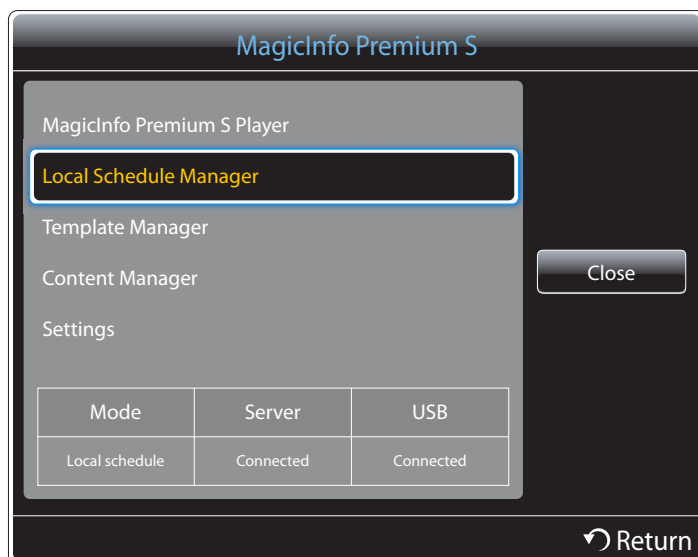 MagicInfo Premium S
MagicInfo Premium S Player
Local Schedule Manager
Template Manager
Content Manager
Close
Settings
Mode Server USB
Local schedule Connected Connected
Return